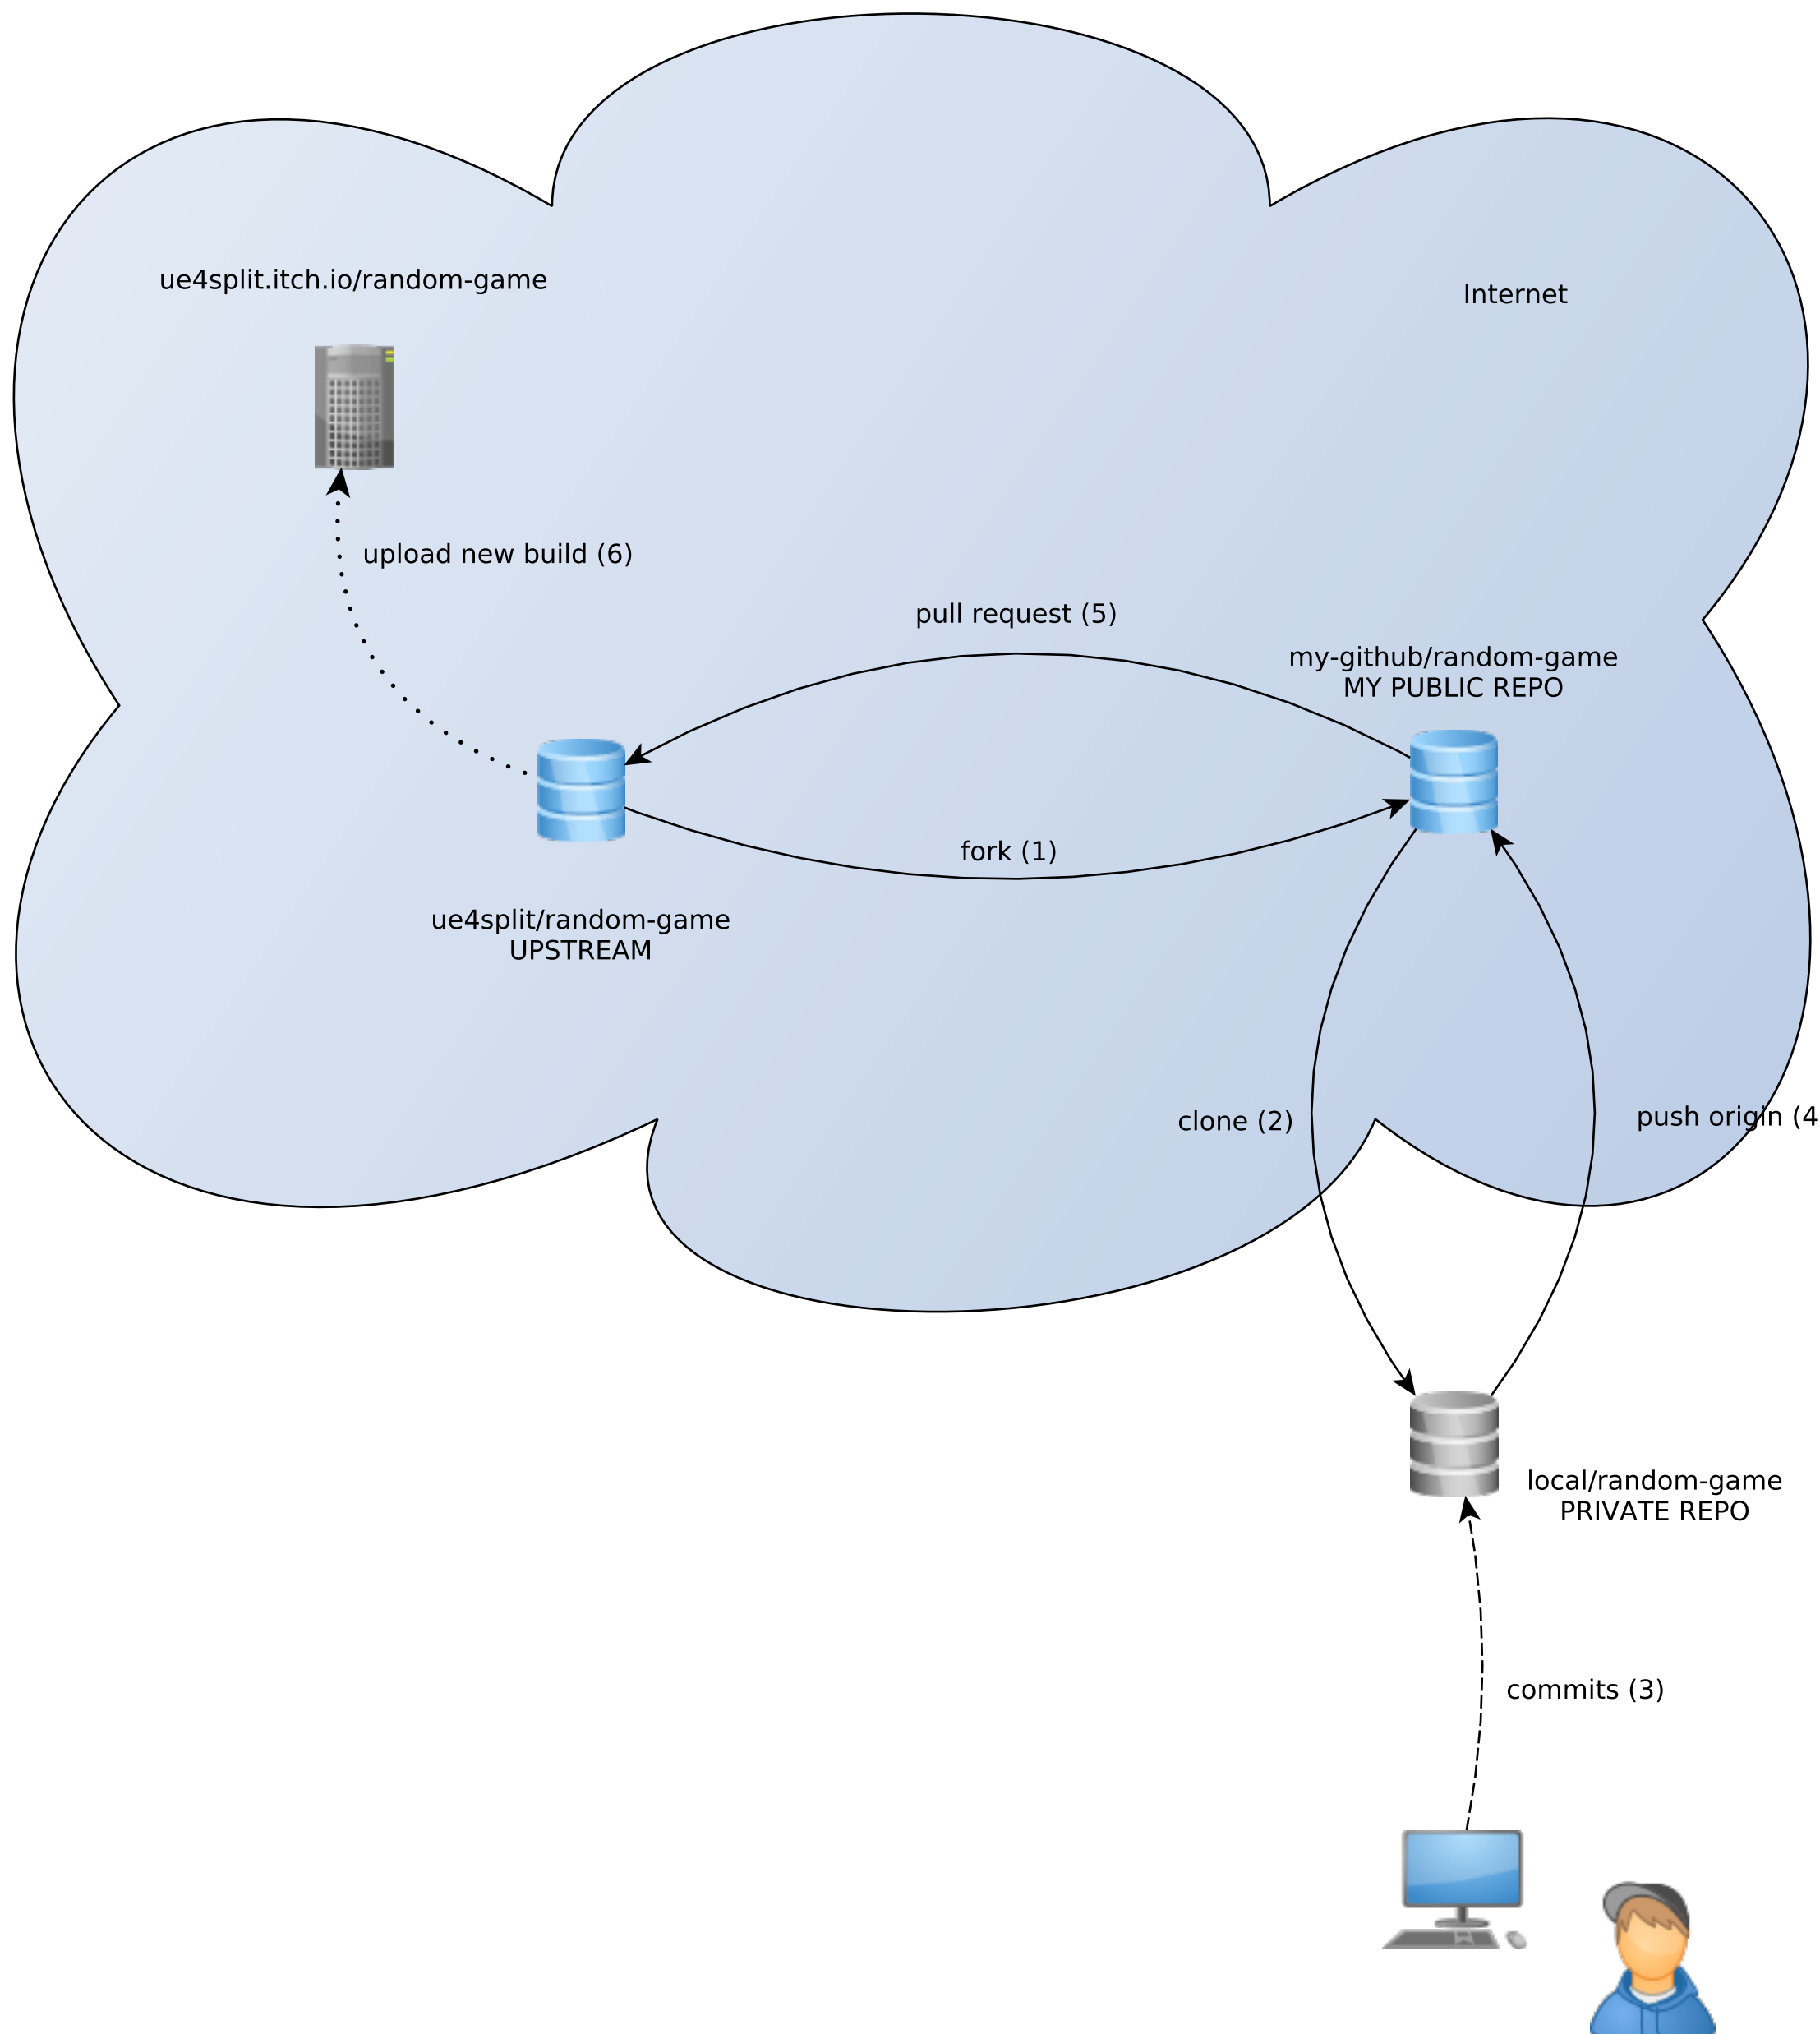 ue4split.itch.io/random-game
Internet
upload new build (6)
pull request (5)
my-github/random-game
MY PUBLIC REPO
fork (1)
ue4split/random-game
UPSTREAM
clone (2)
push origin (4
local/random-game
PRIVATE REPO
commits (3)